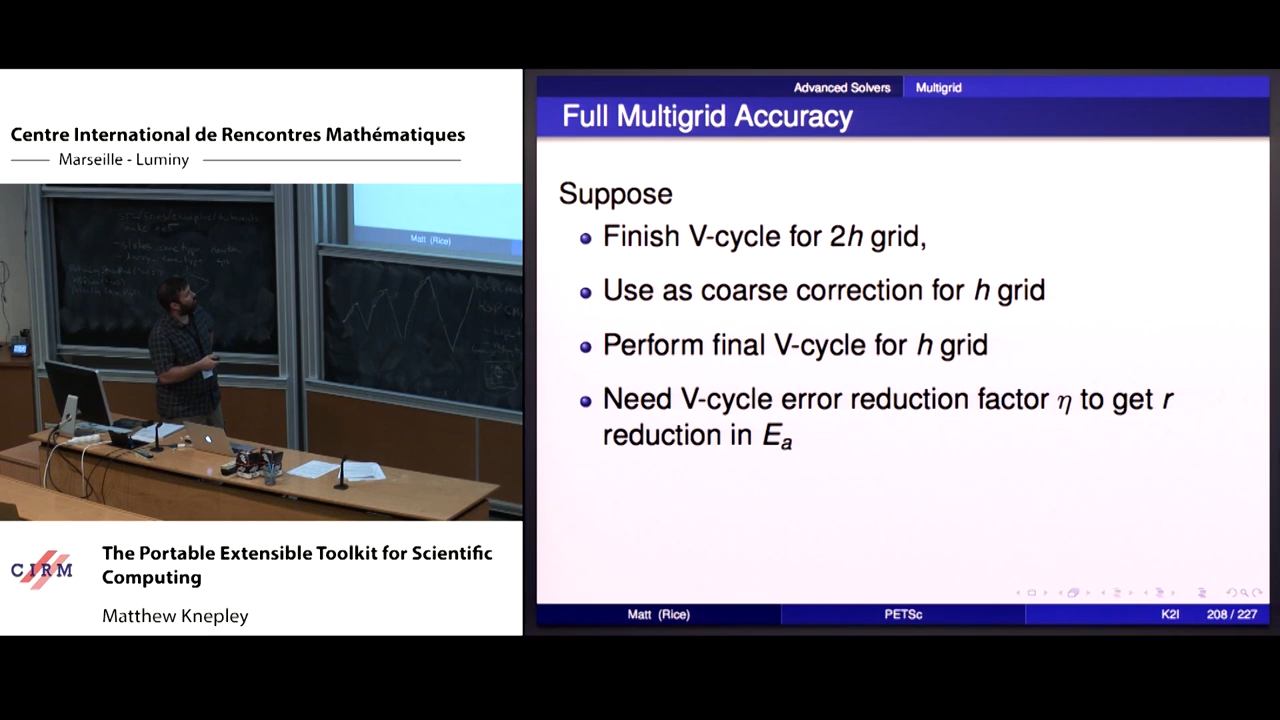 Centre International de Rencontres Mathématiques
Marseille - Luminy
Matt (Rice)
CIRM
The Portable Extensible Toolkit for Scientific
Computing
Matthew Knepley
Advanced Solvers
Multigrid
Full Multigrid Accuracy
Suppose
Finish V-cycle for 2h grid,
Use as coarse correction for h grid
Perform final V-cycle for h grid
Need V-cycle error reduction factor η to get r
reduction in Eₐ
Matt (Rice)
PETSc
K2I
208 / 227